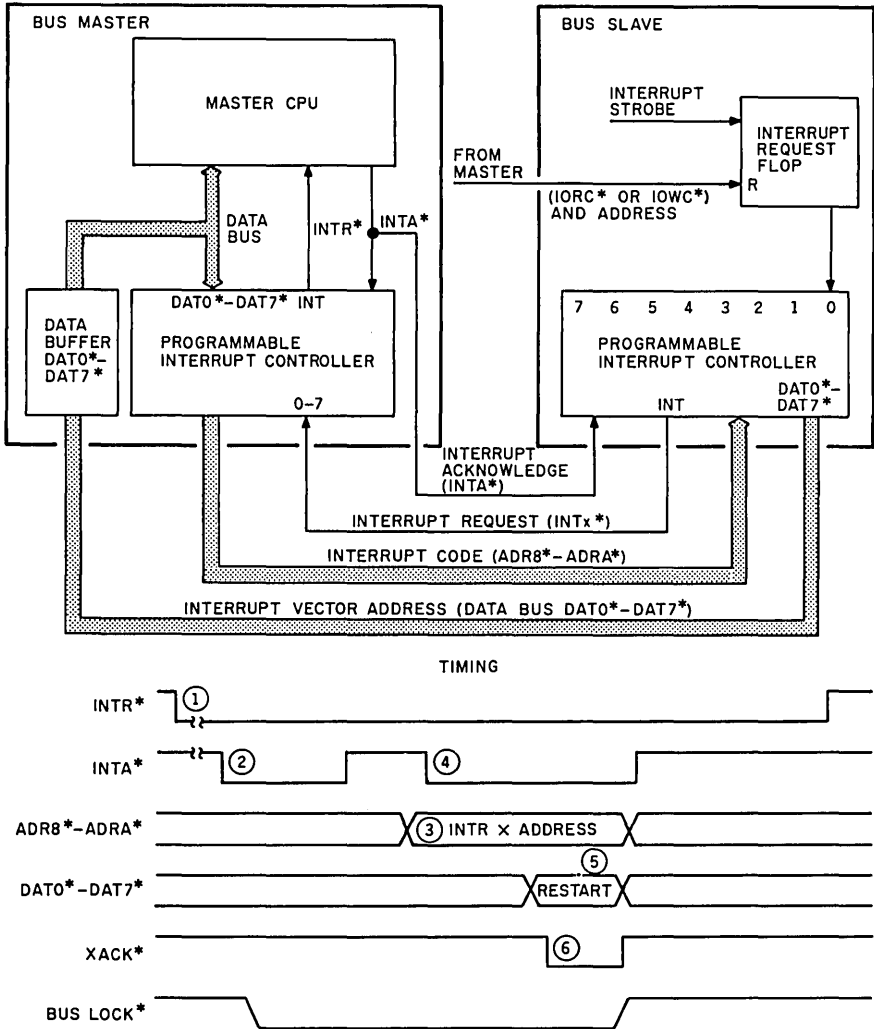 BUS MASTER
MASTER CPU
DATA
BUS
INTR*
INTA*
DATA
BUFFER
DAT0*-
DAT7*
DAT0*-DAT7* INT
PROGRAMMABLE
INTERRUPT CONTROLLER
0-7
BUS SLAVE
INTERRUPT
STROBE
INTERRUPT
REQUEST
FLOP
R
FROM
MASTER
(IORC* OR IOWC*)
AND ADDRESS
7 6 5 4 3 2 1 0
PROGRAMMABLE
INTERRUPT CONTROLLER
INT
DAT0*-
DAT7*
INTERRUPT
ACKNOWLEDGE
(INTA*)
INTERRUPT REQUEST (INTx*)
INTERRUPT CODE (ADR8*-ADRA*)
INTERRUPT VECTOR ADDRESS (DATA BUS DAT0*-DAT7*)
TIMING
INTR*
1
INTA*
2
4
ADR8*-ADRA*
3 INTR X ADDRESS
DAT0*-DAT7*
5
RESTART
XACK*
6
BUS LOCK*